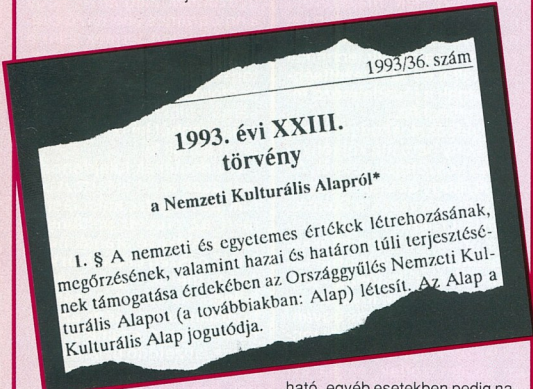 1993/36. szám
1993. évi XXIII.
törvény
a Nemzeti Kulturális Alapról*
1. § A nemzeti és egyetemes értékek létrehozásának,
megőrzésének, valamint hazai és határon túli terjesztésé-
nek támogatása érdekében az Országgyűlés Nemzeti Kul-
turális Alapot (a továbbiakban: Alap) létesít. Az Alap a
Kulturális Alap jogutódja.
ható, egyéb esetekben pedig na